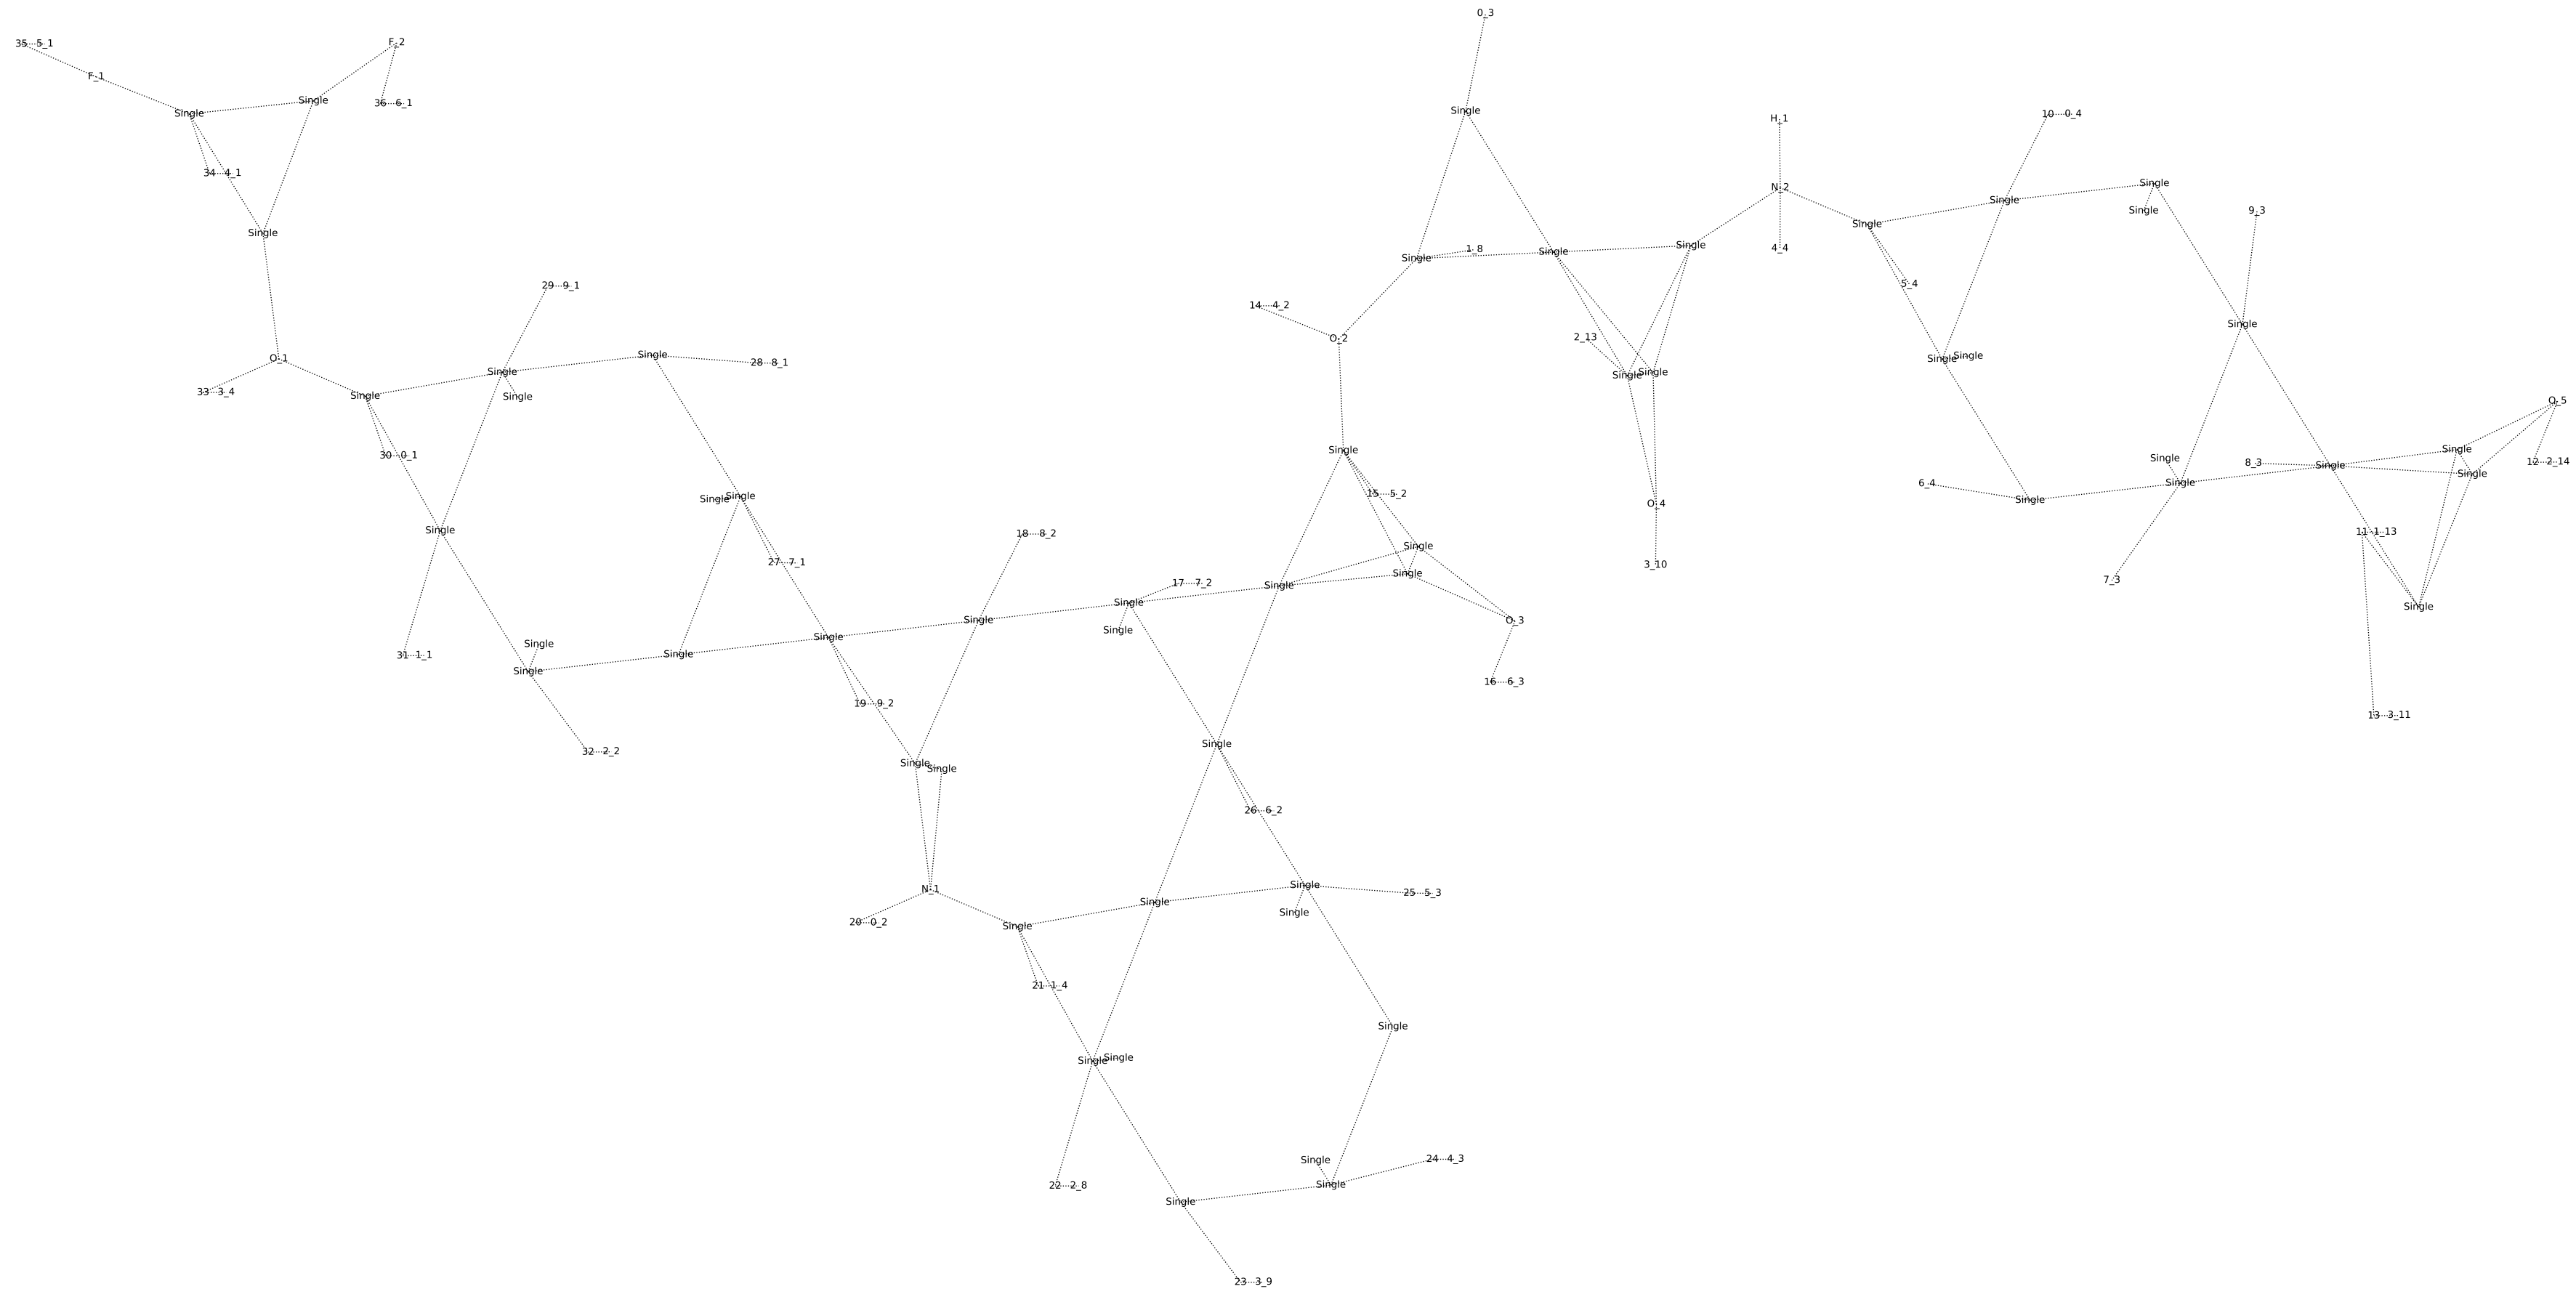 0_3
35 5_1
F_2
F_1
Single
36 6_1
Single
Single
Single
10 0_4
H_1
34 4_1
Single
N_2
Single
Single
9_3
Single
Single
Single
Single
4_4
1_8
Single
Single
5_4
29 9_1
14 4_2
Single
2_13
O_2
Single
Single
Single
O_1
28 8_1
Single
Single
Single
33 3_4
Single
Single
O_5
Single
Single
30 0_1
Single
8_3
12 2_14
Single
Single
Single
6_4
15 5_2
Single
Single
Single
O_4
Single
11 1_13
18 8_2
Single
27 7_1
3_10
Single
7_3
17 7_2
Single
Single
Single
Single
O_3
Single
Single
Single
Single
31 1_1
Single
16 6_3
19 9_2
13 3_11
Single
32 2_2
Single
Single
26 6_2
Single
N_1
25 5_3
Single
Single
20 0_2
Single
21 1_4
Single
Single
Single
24 4_3
Single
Single
22 2_8
Single
23 3_9